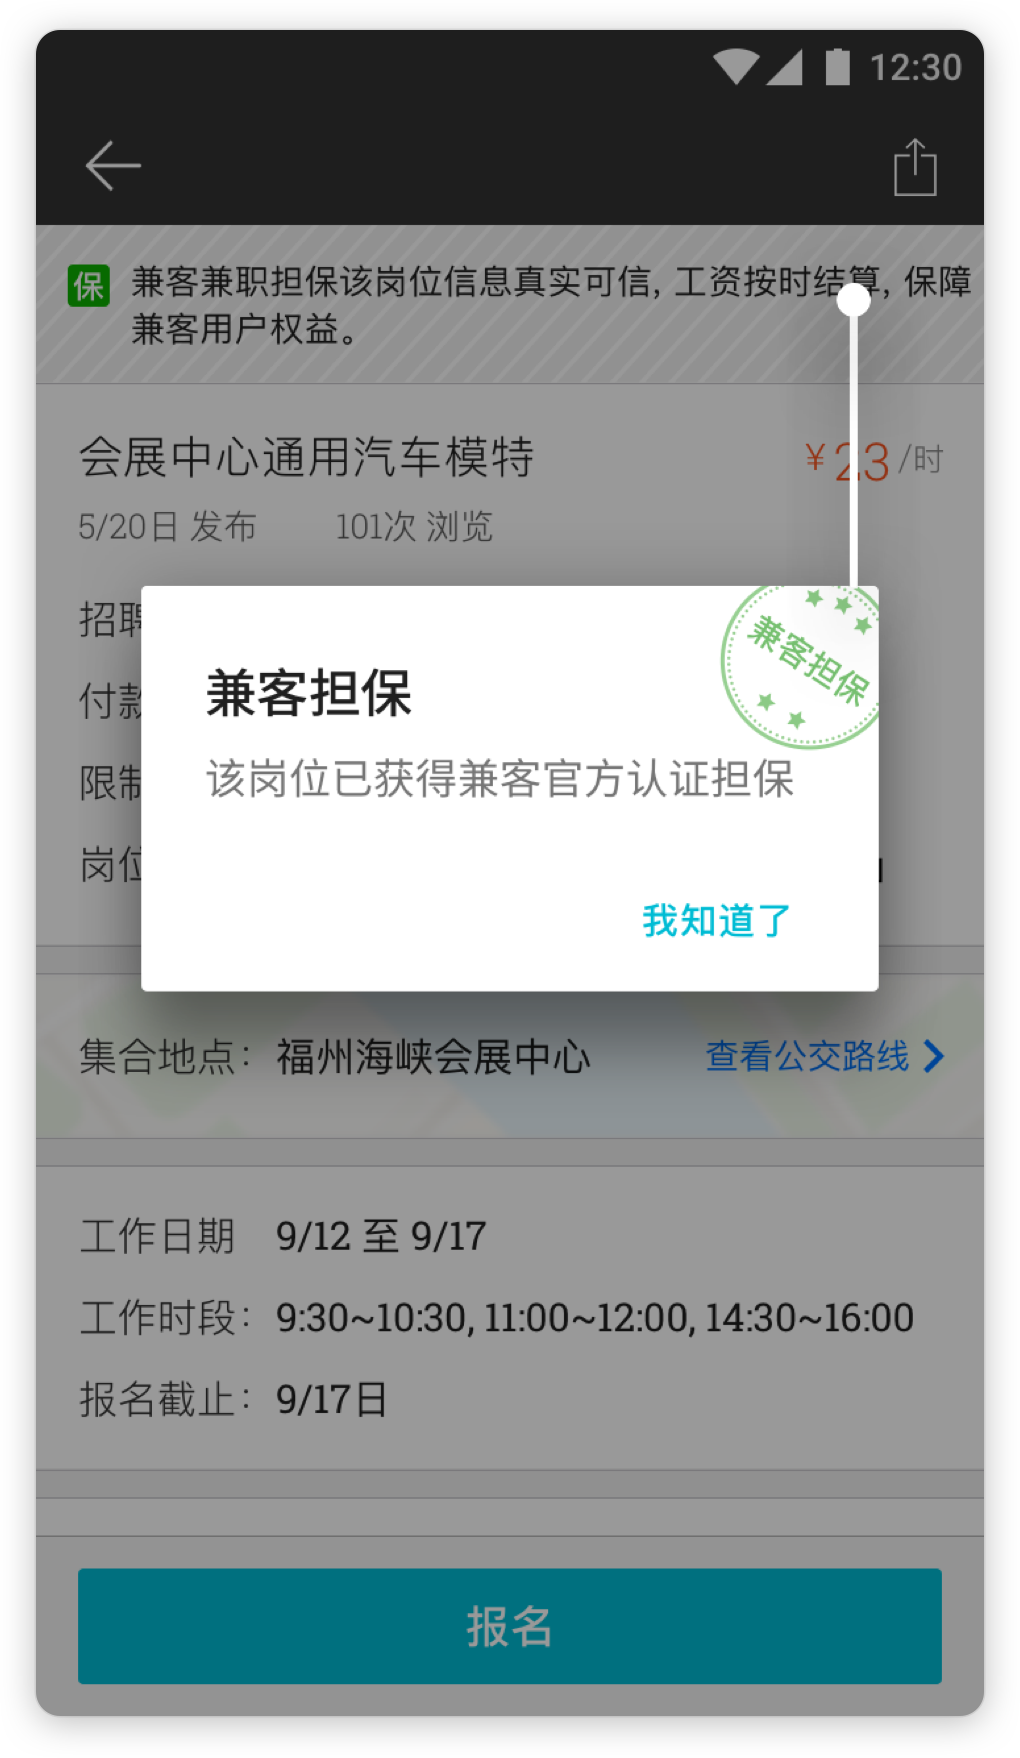 12:30
保
兼客兼职担保该岗位信息真实可信, 工资按时结算, 保障
兼客用户权益。
会展中心通用汽车模特
¥23/时
5/20日 发布 101次 浏览
招聘
付款
限制
岗位
兼客担保
兼客担保
该岗位已获得兼客官方认证担保
我知道了
集合地点: 福州海峡会展中心 查看公交路线
工作日期 9/12 至 9/17
工作时段: 9:30~10:30, 11:00~12:00, 14:30~16:00
报名截止: 9/17日
报名